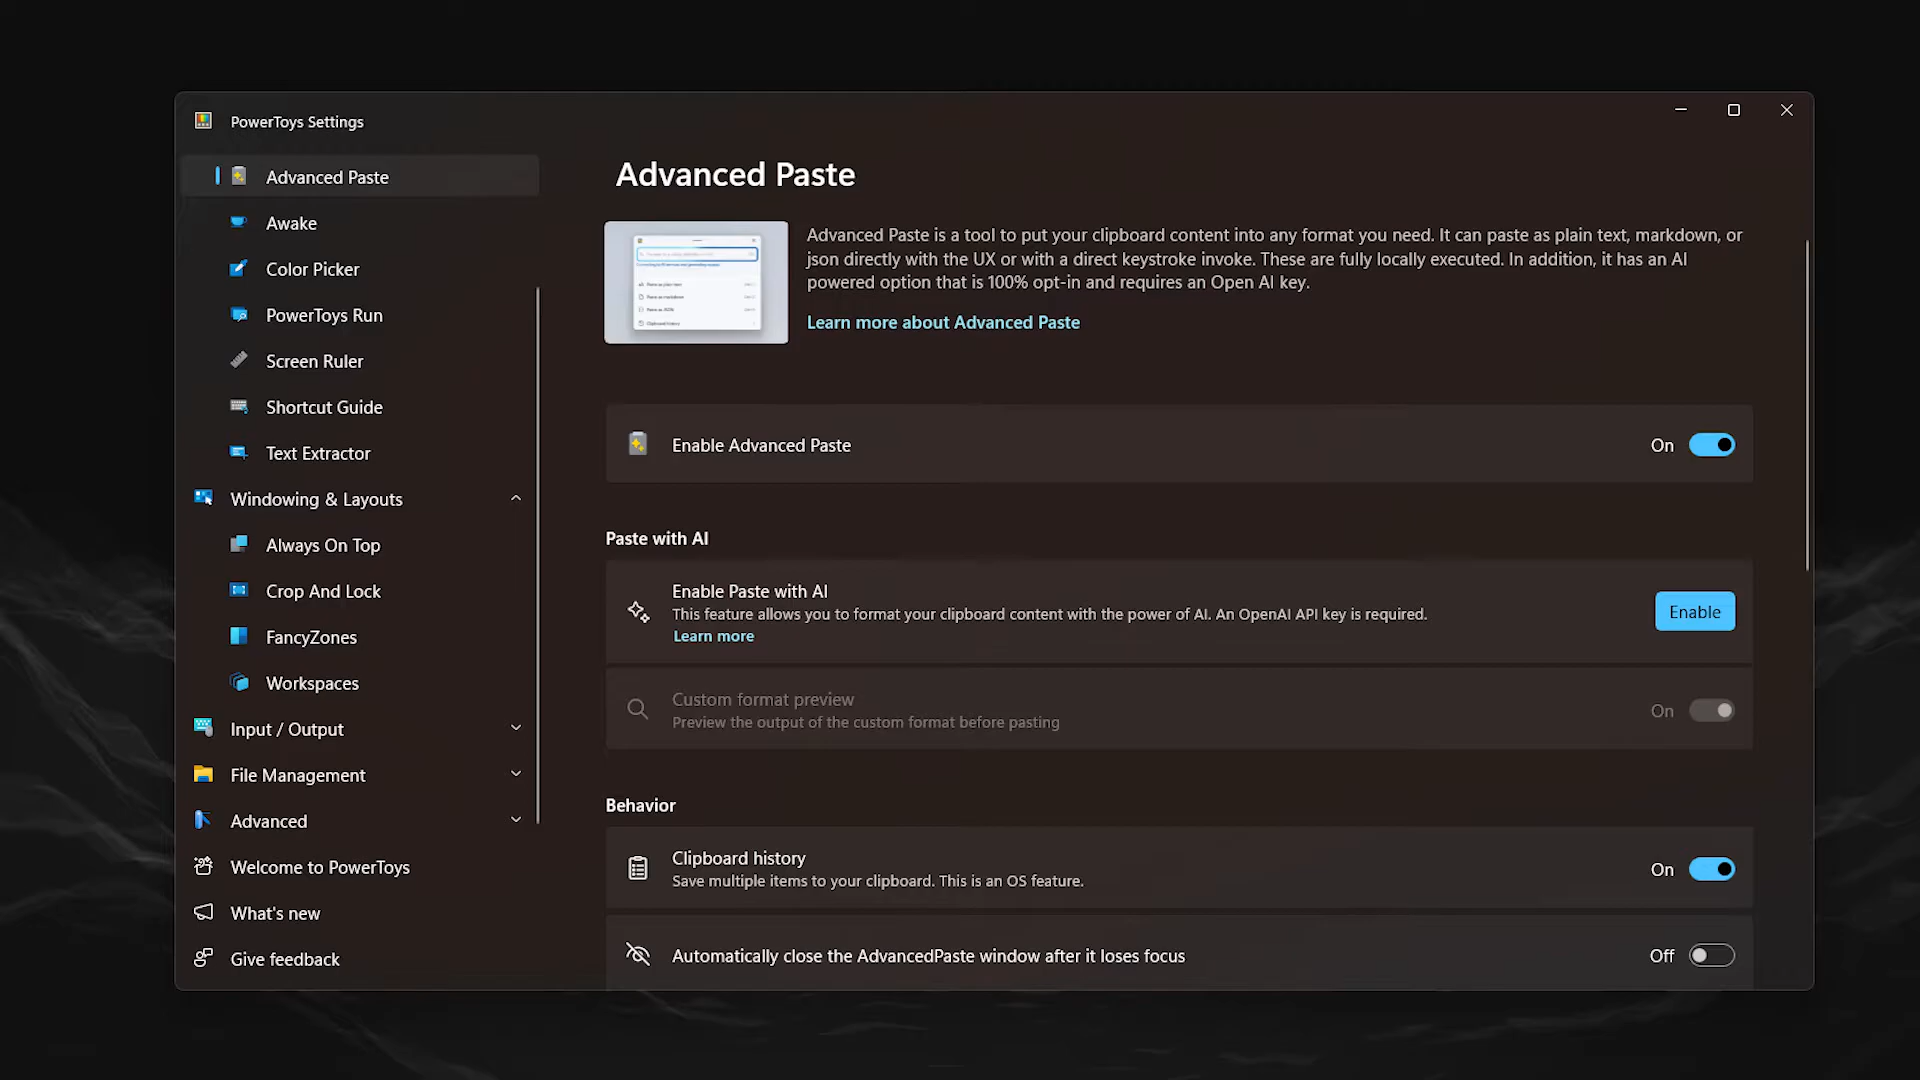 PowerToys Settings
Advanced Paste
Awake
Color Picker
PowerToys Run
Screen Ruler
Shortcut Guide
Text Extractor
Windowing & Layouts
Always On Top
Crop And Lock
FancyZones
Workspaces
Input / Output
File Management
Advanced
Welcome to PowerToys
What's new
Give feedback
Advanced Paste
Advanced Paste is a tool to put your clipboard content into any format you need. It can paste as plain text, markdown, or
json directly with the UX or with a direct keystroke invoke. These are fully locally executed. In addition, it has an AI
powered option that is 100% opt-in and requires an Open AI key.
Learn more about Advanced Paste
Enable Advanced Paste
On
Paste with AI
Enable Paste with AI
This feature allows you to format your clipboard content with the power of AI. An OpenAI API key is required.
Learn more
Enable
Custom format preview
Preview the output of the custom format before pasting
On
Behavior
Clipboard history
Save multiple items to your clipboard. This is an OS feature.
On
Automatically close the AdvancedPaste window after it loses focus
Off